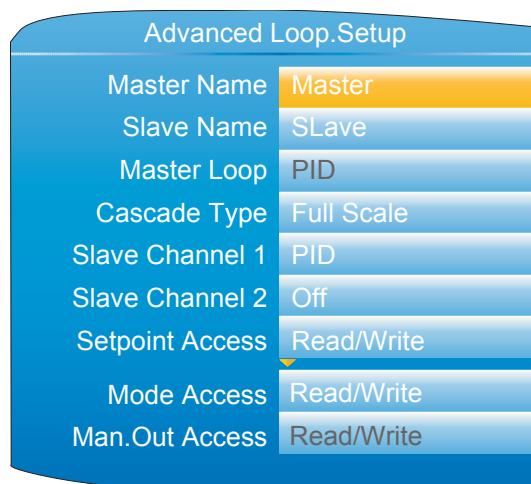 Advanced Loop.Setup
Master Name Master
Slave Name SLave
Master Loop PID
Cascade Type Full Scale
Slave Channel 1 PID
Slave Channel 2 Off
Setpoint Access Read/Write
Mode Access Read/Write
Man.Out Access Read/Write